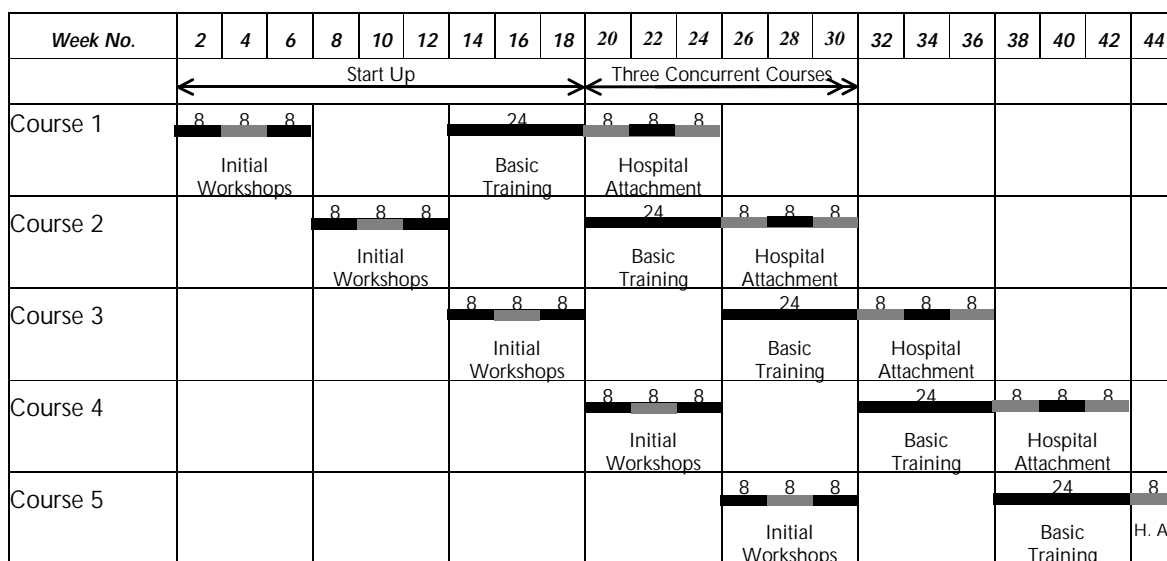 Week No. 2 4 6 8 10 12 14 16 18 20 22 24 26 28 30 32 34 36 38 40 42 44
Start Up Three Concurrent Courses
Course 1 8 8 8 24 8 8 8
Initial Basic Hospital
Workshops Training Attachment
Course 2 8 8 8 24 8 8 8
Initial Basic Hospital
Workshops Training Attachment
Course 3 8 8 8 24 8 8 8
Initial Basic Hospital
Workshops Training Attachment
Course 4 8 8 8 24 8 8 8
Initial Basic Hospital
Workshops Training Attachment
Course 5 8 8 8 24 8
Initial Basic H. A
Workshops Training